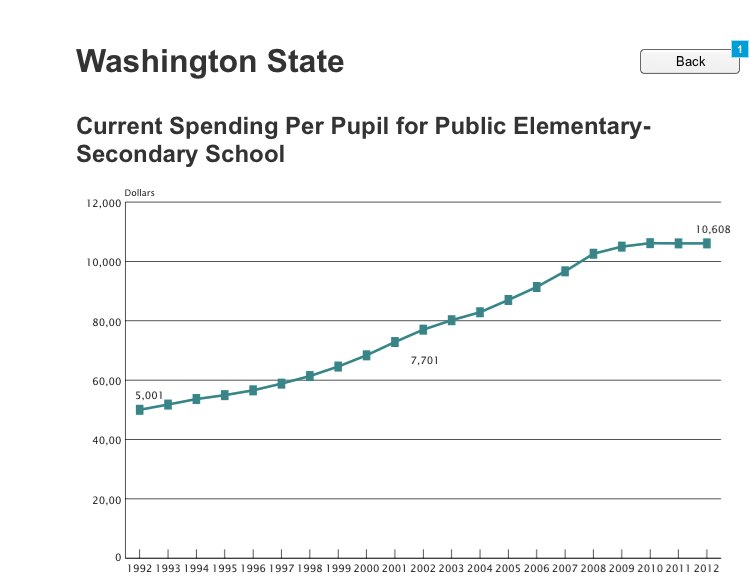 Washington State
Back
1
Current Spending Per Pupil for Public Elementary-
Secondary School
Dollars
12,000
10,608
10,000
80,00
7,701
60,00
5,001
40,00
20,00
0
1992 1993 1994 1995 1996 1997 1998 1999 2000 2001 2002 2003 2004 2005 2006 2007 2008 2009 2010 2011 2012